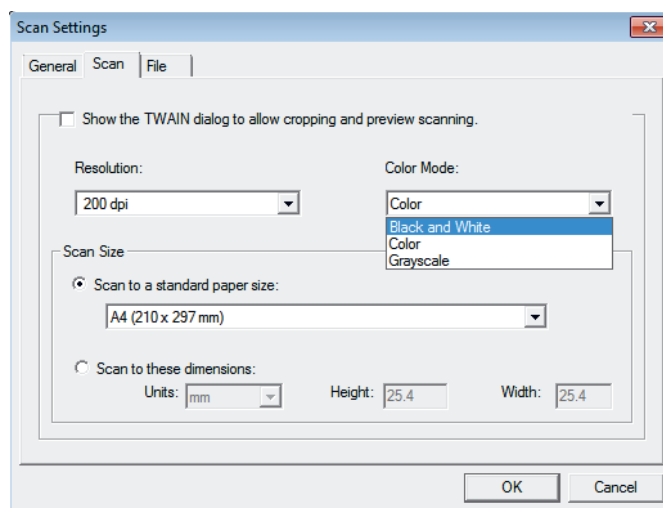 Scan Settings
General Scan File
Show the TWAIN dialog to allow cropping and preview scanning.
Resolution: Color Mode:
200 dpi Color
Black and White
Color
Grayscale
Scan Size
Scan to a standard paper size:
A4 (210 x 297 mm)
Scan to these dimensions:
Units: mm Height: 25.4 Width: 25.4
OK Cancel